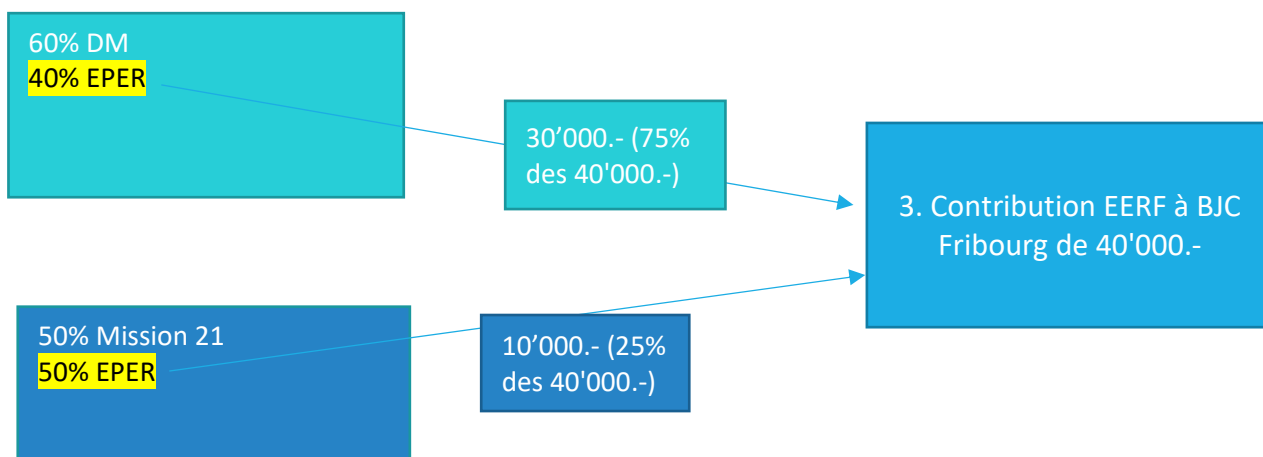 60% DM
40% EPER
30’000.- (75%
des 40'000.-)
3. Contribution EERF à BJC
Fribourg de 40'000.-
50% Mission 21
50% EPER
10’000.- (25%
des 40'000.-)